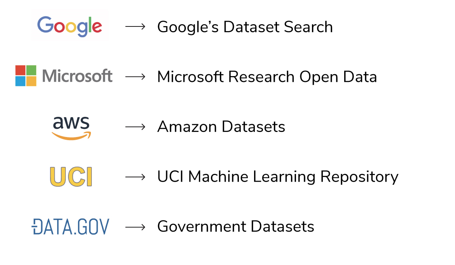 Google → Google's Dataset Search
Microsoft → Microsoft Research Open Data
aws → Amazon Datasets
UCI → UCI Machine Learning Repository
DATA.GOV → Government Datasets